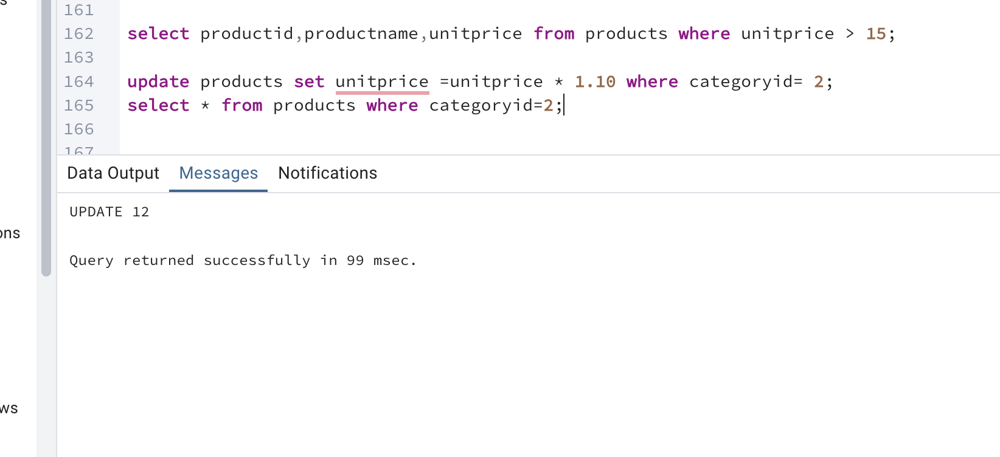 s
161
162 select productid,productname,unitprice from products where unitprice > 15;
163
164 update products set unitprice =unitprice * 1.10 where categoryid= 2;
165 select * from products where categoryid=2;
166
167
Data Output Messages Notifications
UPDATE 12
ons
Query returned successfully in 99 msec.
ws